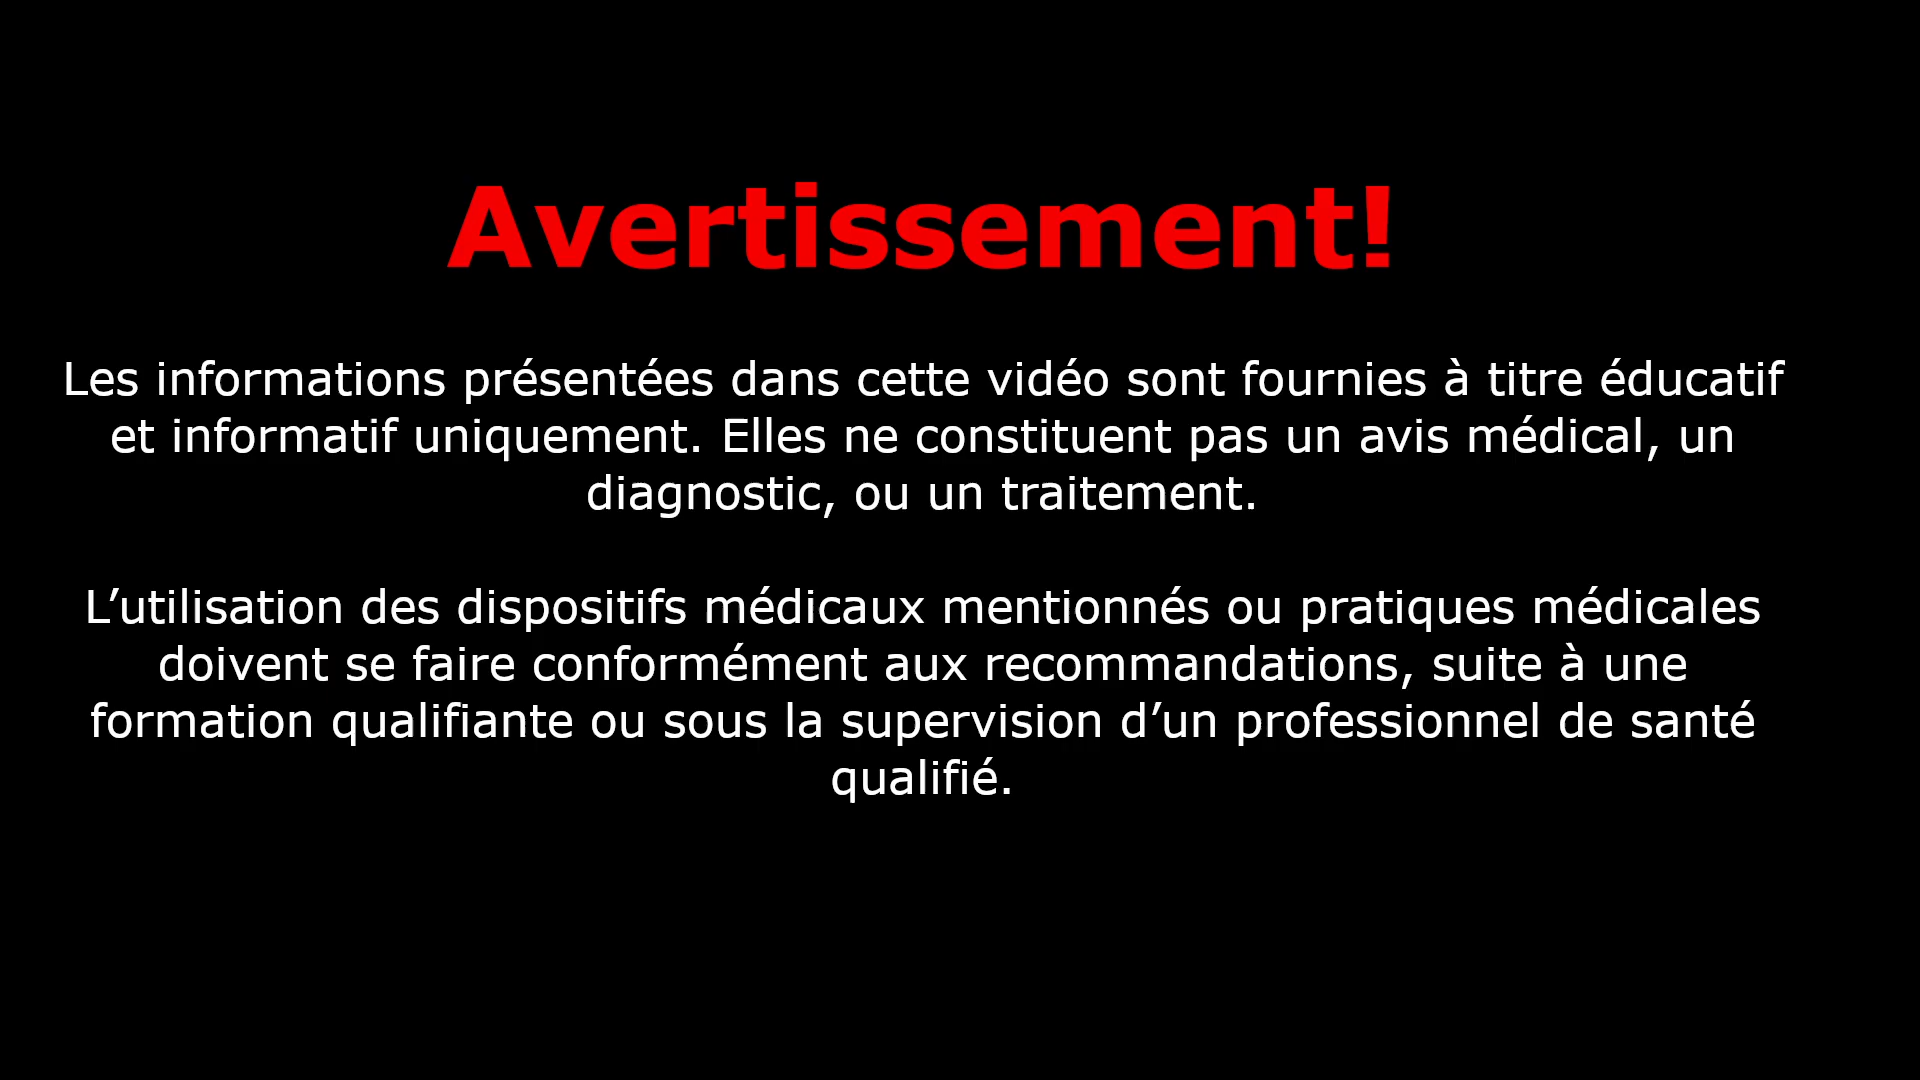 Avertissement!
Les informations présentées dans cette vidéo sont fournies à titre éducatif
et informatif uniquement. Elles ne constituent pas un avis médical, un
diagnostic, ou un traitement.
L’utilisation des dispositifs médicaux mentionnés ou pratiques médicales
doivent se faire conformément aux recommandations, suite à une
formation qualifiante ou sous la supervision d’un professionnel de santé
qualifié.